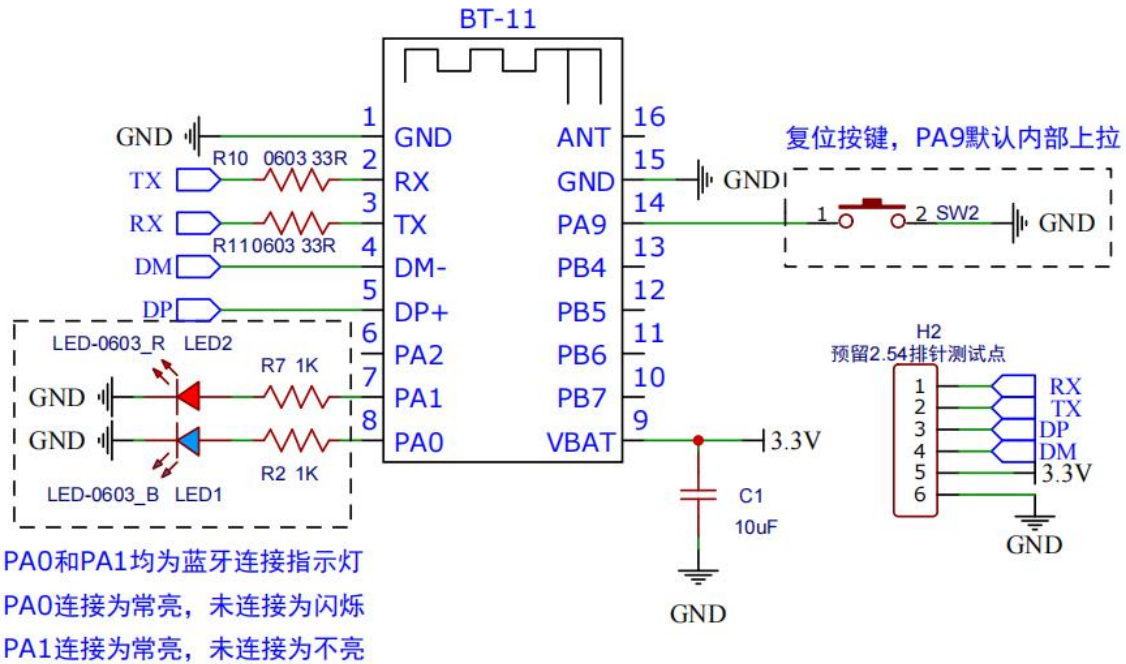 BT-11
1 GND
GND
R10 0603 33R
2 RX
TX
3 TX
RX
R11 0603 33R
4 DM-
DM
5 DP+
DP
6 PA2
LED-0603_R LED2
R7 1K
7 PA1
GND
8 PA0
GND
R2 1K
LED-0603_B LED1
PA0和PA1均为蓝牙连接指示灯
PA0连接为常亮，未连接为闪烁
PA1连接为常亮，未连接为不亮
ANT 16
GND 15
GND
PA9 14
PB4 13
PB5 12
PB6 11
PB7 10
VBAT 9
3.3V
C1
10uF
GND
复位按键，PA9默认内部上拉
1 2 SW2
GND
H2
预留2.54排针测试点
1 RX
2 TX
3 DP
4 DM
5 3.3V
6
GND